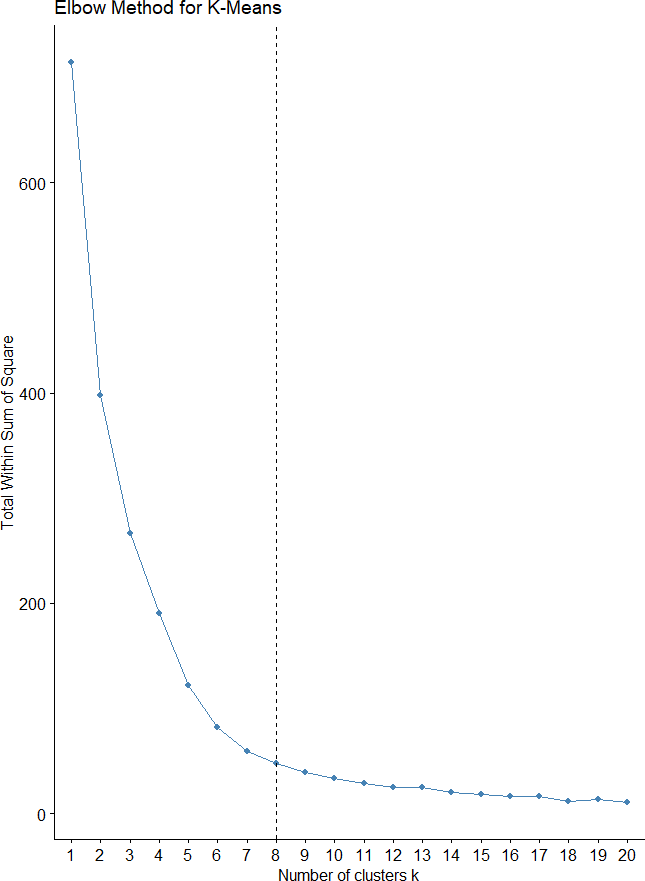 Elbow Method for K-Means
Total Within Sum of Square
600
400
200
0
1 2 3 4 5 6 7 8 9 10 11 12 13 14 15 16 17 18 19 20
Number of clusters k